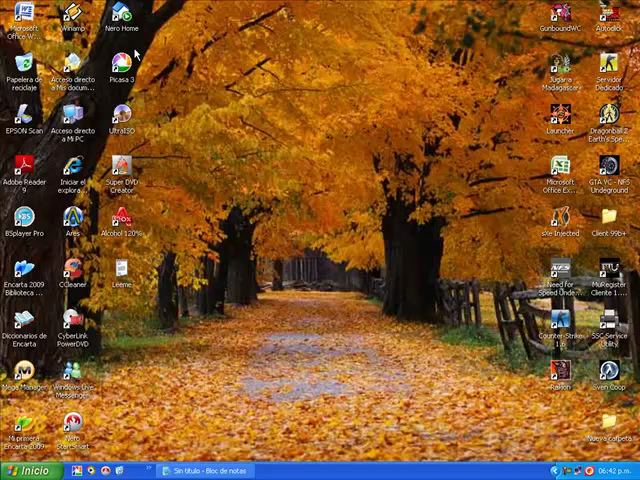 Microsoft
Office W...
Winamp
Nero Home
Papelera de
reciclaje
Acceso directo
a Mis docum...
Picasa 3
EPSON Scan
Acceso directo
a Mi PC
UltraISO
Adobe Reader
9
Iniciar el
explora...
Super DVD
Creator
BSplayer Pro
Ares
Alcohol 120%
Encarta 2009
Biblioteca ...
CCleaner
Leeme
Diccionarios de
Encarta
CyberLink
PowerDVD
Mega Manager
Windows Live
Messenger
Mi primera
Encarta 2009
Nero
StartSmart
GunboundWC
Autoclick
Jugar a
Madagascar+
Servidor
Dedicado
Launcher
Dragonball Z
Earth's Spe...
Microsoft
Office Ex...
GTA VC - NFS
Underground
sXe Injected
Client 99b+
Need for
Speed Unde...
MuRegister
Cliente 1....
Counter-Strike
1.6
SSC Service
Utility
Rakion
Sven Coop
Nueva carpeta
Inicio
Sin título - Bloc de notas
06:42 p.m.